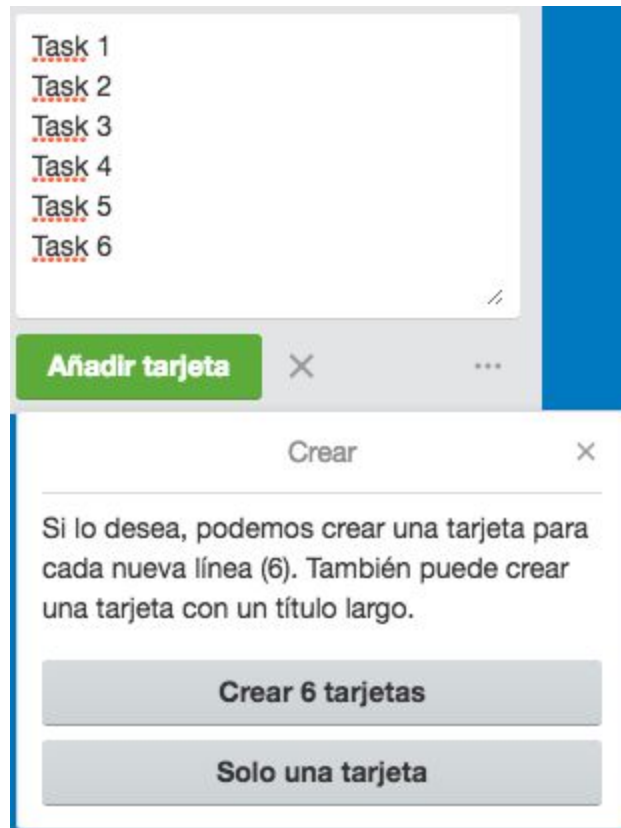 Task 1
Task 2
Task 3
Task 4
Task 5
Task 6
Añadir tarjeta
Crear
Si lo desea, podemos crear una tarjeta para
cada nueva línea (6). También puede crear
una tarjeta con un título largo.
Crear 6 tarjetas
Solo una tarjeta